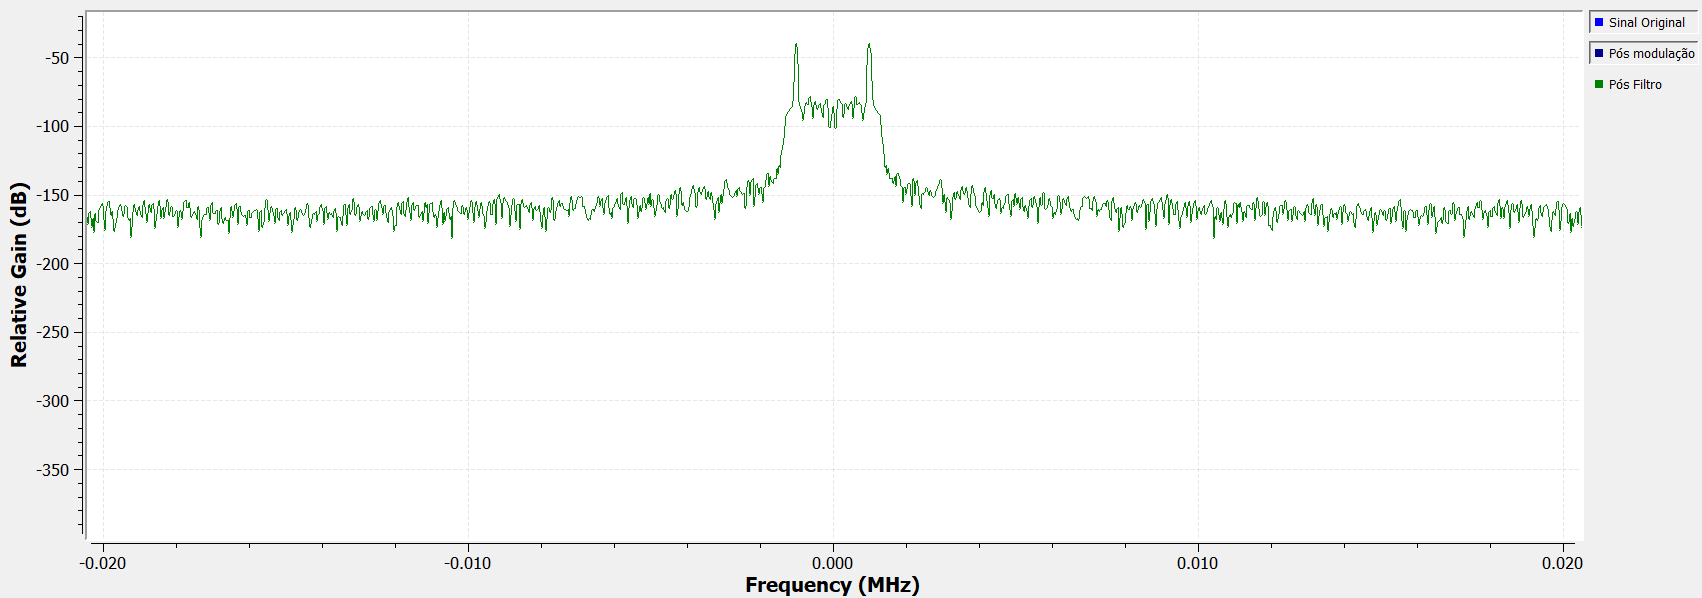 Sinal Original
Pós modulação
Pós Filtro
Relative Gain (dB)
-50
-100
-150
-200
-250
-300
-350
-0.020
-0.010
0.000
0.010
0.020
Frequency (MHz)